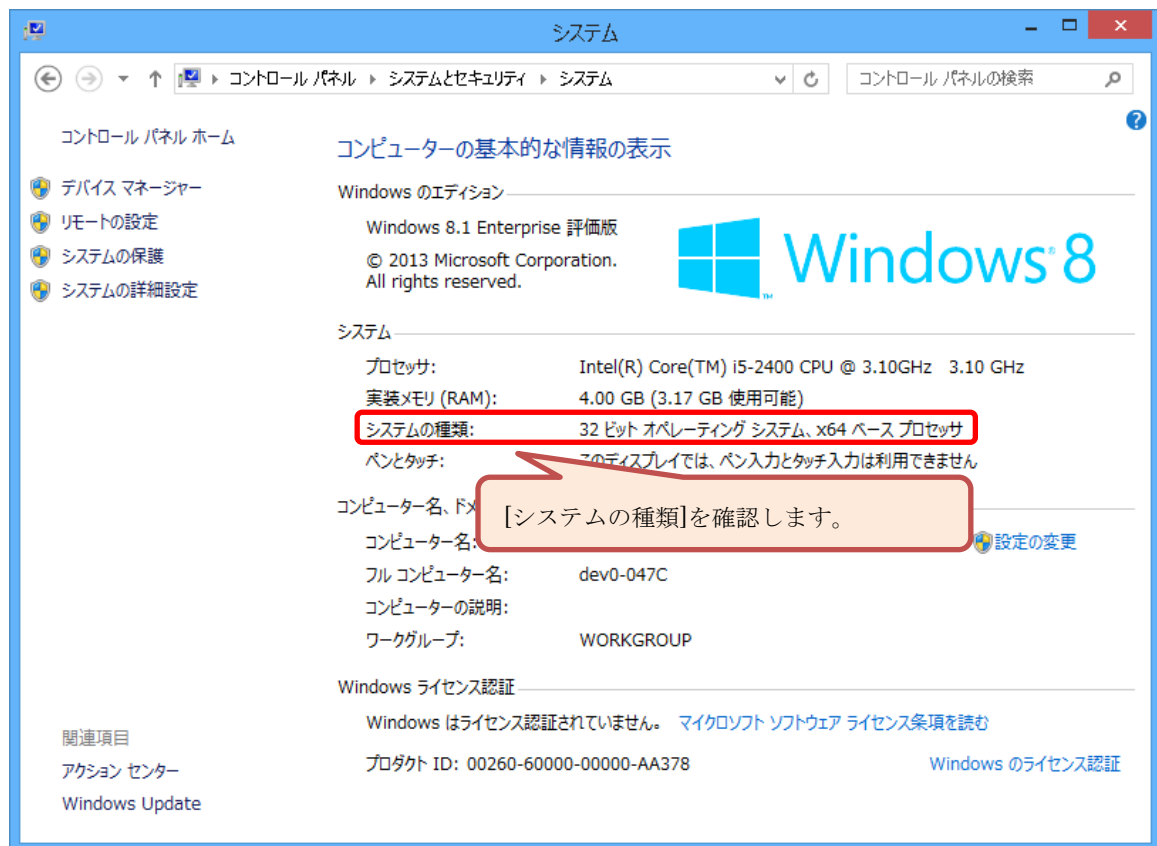 システム
コントロール パネル ▸ システムとセキュリティ ▸ システム
コントロール パネルの検索
コントロール パネル ホーム
デバイス マネージャー
リモートの設定
システムの保護
システムの詳細設定
コンピューターの基本的な情報の表示
Windows のエディション
Windows 8.1 Enterprise 評価版
© 2013 Microsoft Corporation.
All rights reserved.
Windows 8
システム
プロセッサ: Intel(R) Core(TM) i5-2400 CPU @ 3.10GHz 3.10 GHz
実装メモリ (RAM): 4.00 GB (3.17 GB 使用可能)
システムの種類: 32 ビット オペレーティング システム、x64 ベース プロセッサ
ペンとタッチ: このディスプレイでは、ペン入力とタッチ入力は利用できません
[システムの種類]を確認します。
コンピューター名、ドメ
コンピューター名:
設定の変更
フル コンピューター名: dev0-047C
コンピューターの説明:
ワークグループ: WORKGROUP
Windows ライセンス認証
Windows はライセンス認証されていません。 マイクロソフト ソフトウェア ライセンス条項を読む
プロダクト ID: 00260-60000-00000-AA378
Windows のライセンス認証
関連項目
アクション センター
Windows Update